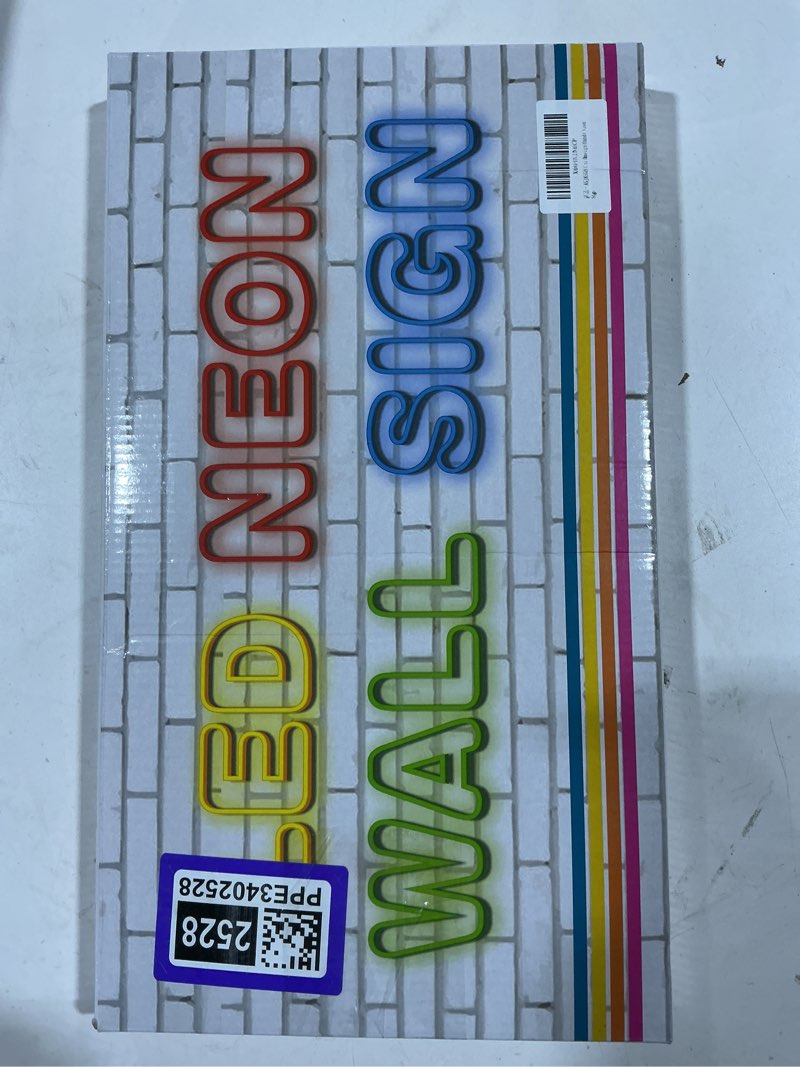 LED NEON
WALL SIGN
PPE3402528
2528